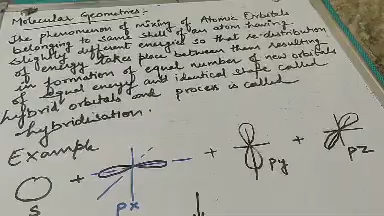 Molecular Geometries:-
The phenomenon of mixing of Atomic Orbitals
belonging to same shell of an atom having
slightly different energies so that re-distribution
of energy takes place between them resulting
in formation of equal number of new orbitals
of equal energy and identical shape called
hybrid orbitals and process is called
hybridisation.
Example
S + px + py + pz